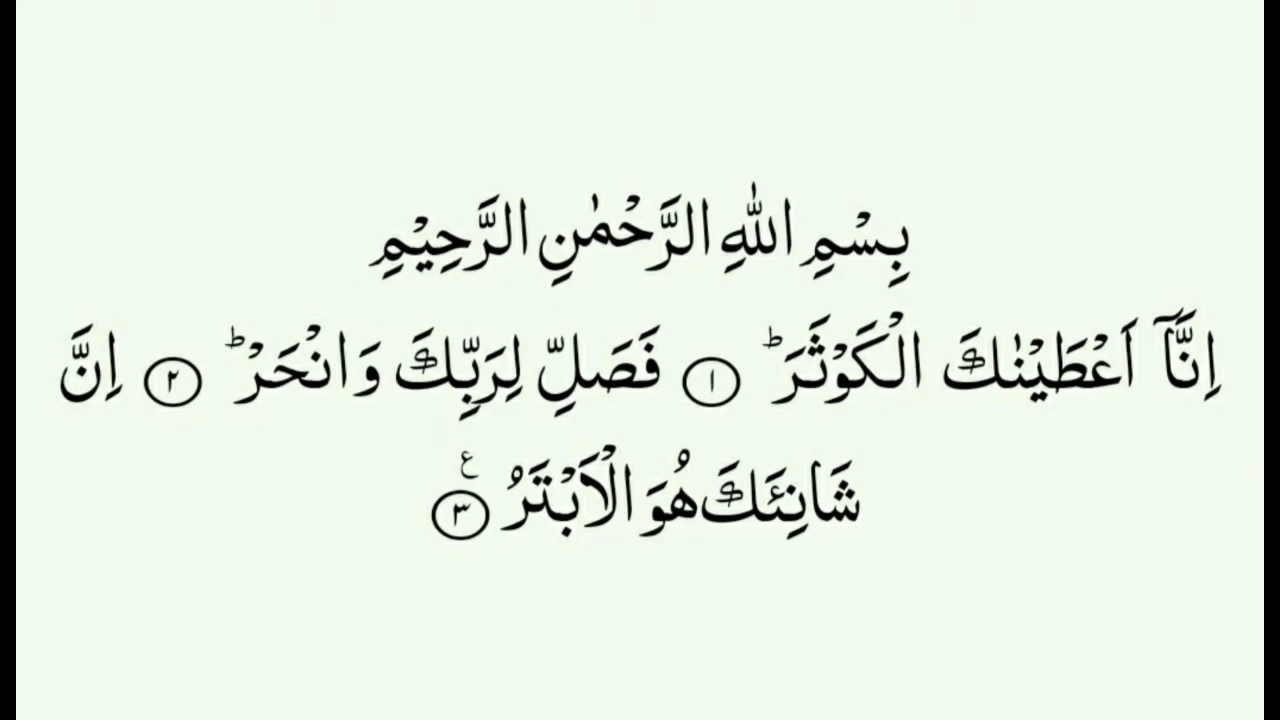 بِسْمِ اللّٰهِ الرَّحْمٰنِ الرَّحِيْمِ
اِنَّآ اَعْطَيْنٰكَ الْكَوْثَرَ ؕ ۝١ فَصَلِّ لِرَبِّكَ وَانْحَرْ ؕ ۝٢ اِنَّ
شَانِئَكَ هُوَ الْاَبْتَرُ ۝٣ ع